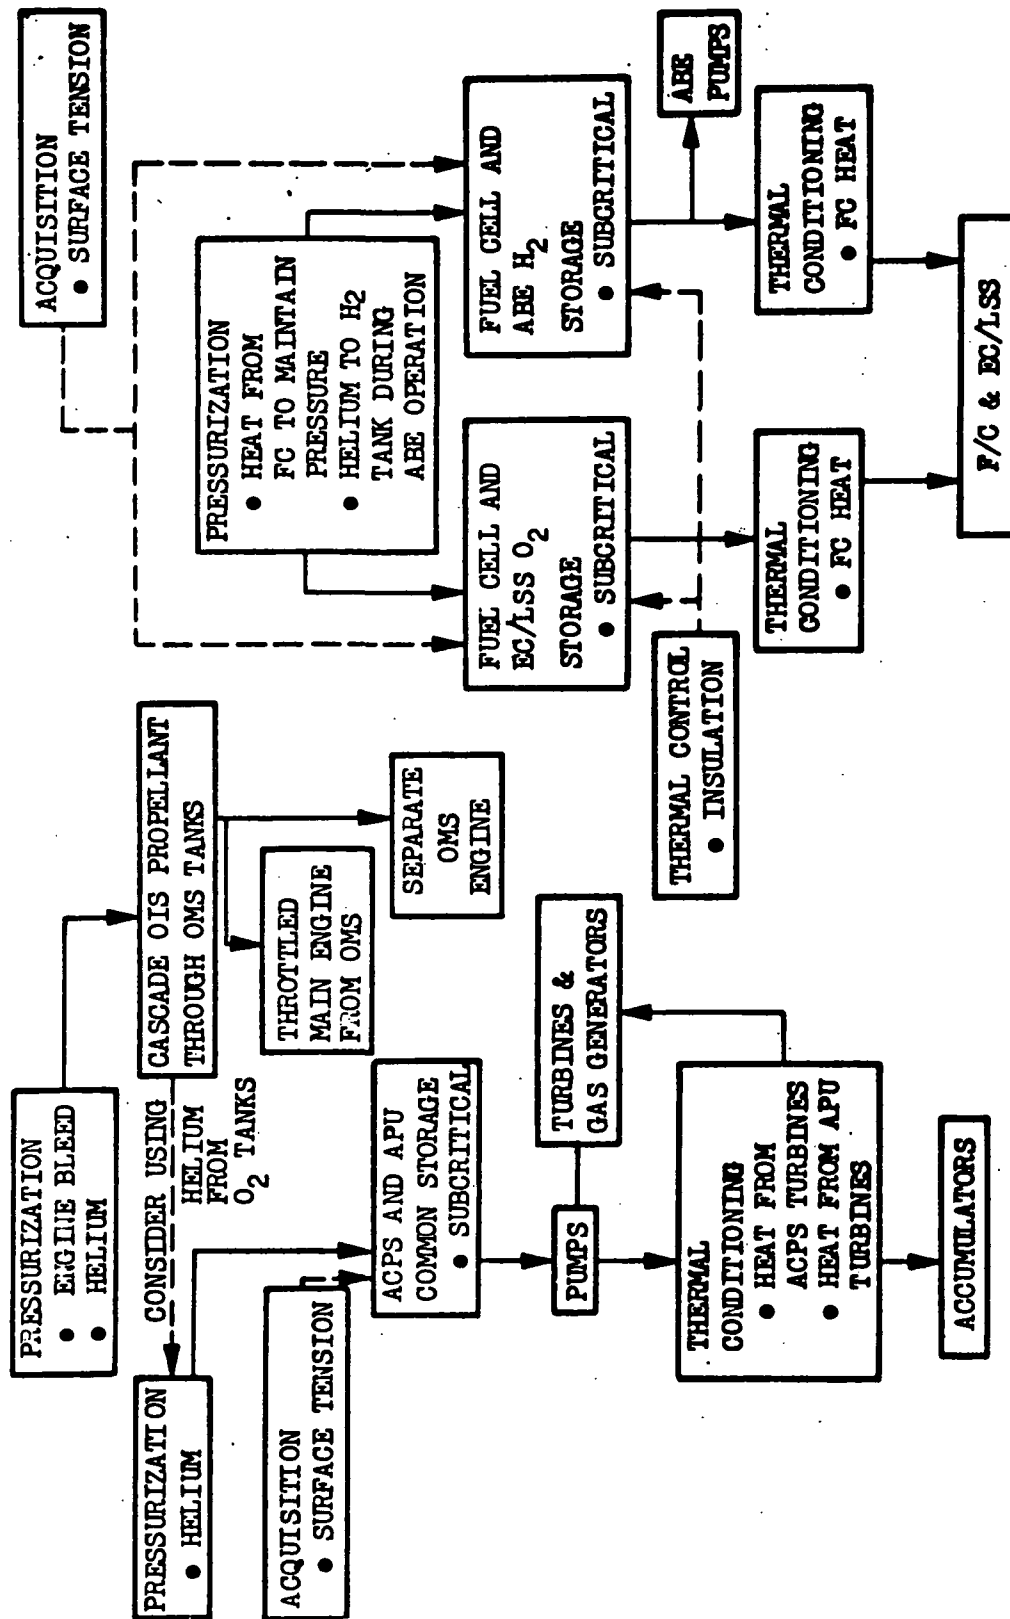 PRESSURIZATION
● ENGINE BLEED
● HELIUM
CASCADE OIS PROPELLANT
THROUGH OMS TANKS
CONSIDER USING
HELIUM
FROM
O2 TANKS
PRESSURIZATION
● HELIUM
THROTTLED
MAIN ENGINE
FROM OMS
SEPARATE
OMS
ENGINE
ACQUISITION
● SURFACE TENSION
ACPS AND APU
COMMON STORAGE
● SUBCRITICAL
PUMPS
TURBINES &
GAS GENERATORS
THERMAL
CONDITIONING
● HEAT FROM
ACPS TURBINES
● HEAT FROM APU
TURBINES
ACCUMULATORS
ACQUISITION
● SURFACE TENSION
PRESSURIZATION
● HEAT FROM
FC TO MAINTAIN
PRESSURE
● HELIUM TO H2
TANK DURING
ABE OPERATION
FUEL CELL AND
EC/LSS O2
STORAGE
● SUBCRITICAL
FUEL CELL AND
ABE H2
STORAGE
● SUBCRITICAL
THERMAL CONTROL
● INSULATION
ABE
PUMPS
THERMAL
GONDITIONING
● FC HEAT
THERMAL
CONDITIONING
● FC HEAT
F/C & EC/LSS